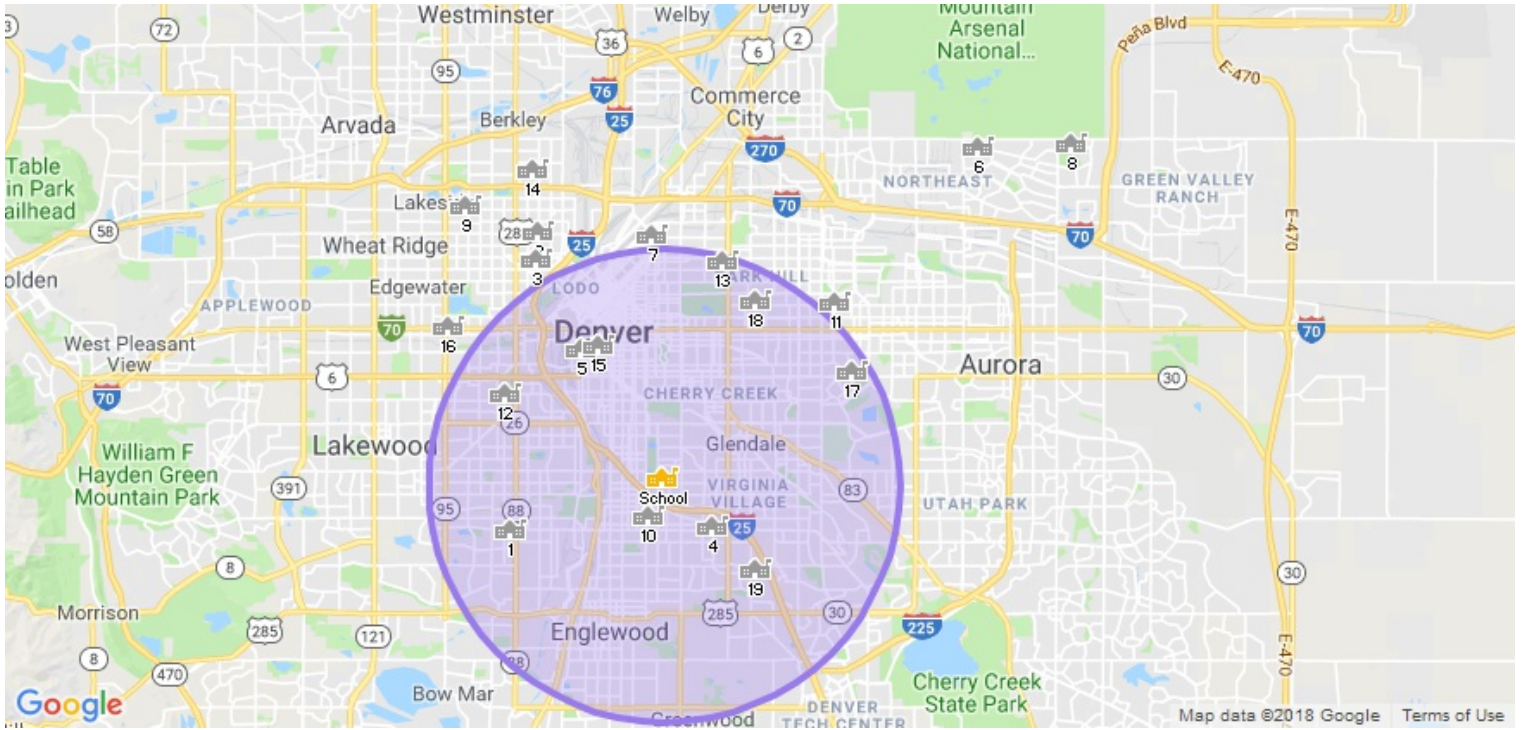 Westminster
Welby
Derby
Mountain
Arsenal
National...
Peña Blvd
E-470
72
36
6
2
95
76
25
Commerce
City
Arvada
Berkley
270
Table
in Park
ailhead
14
6
8
NORTHEAST
GREEN VALLEY
RANCH
70
Lakes
9
58
Wheat Ridge
25
7
70
E-470
olden
3
LODO
13
ARK HILL
Edgewater
APPLEWOOD
18
11
70
16
Denver
70
West Pleasant
View
5
15
Aurora
6
17
30
70
12
CHERRY CREEK
26
Lakewood
Glendale
William F
Hayden Green
Mountain Park
391
School
VIRGINIA
VILLAGE
83
UTAH PARK
95
88
10
4
25
1
8
19
30
Morrison
285
121
Englewood
285
30
225
E-470
8
470
88
Bow Mar
Cherry Creek
State Park
Google
Greenwood
DENVER
TECH CENTER
Map data ©2018 Google
Terms of Use